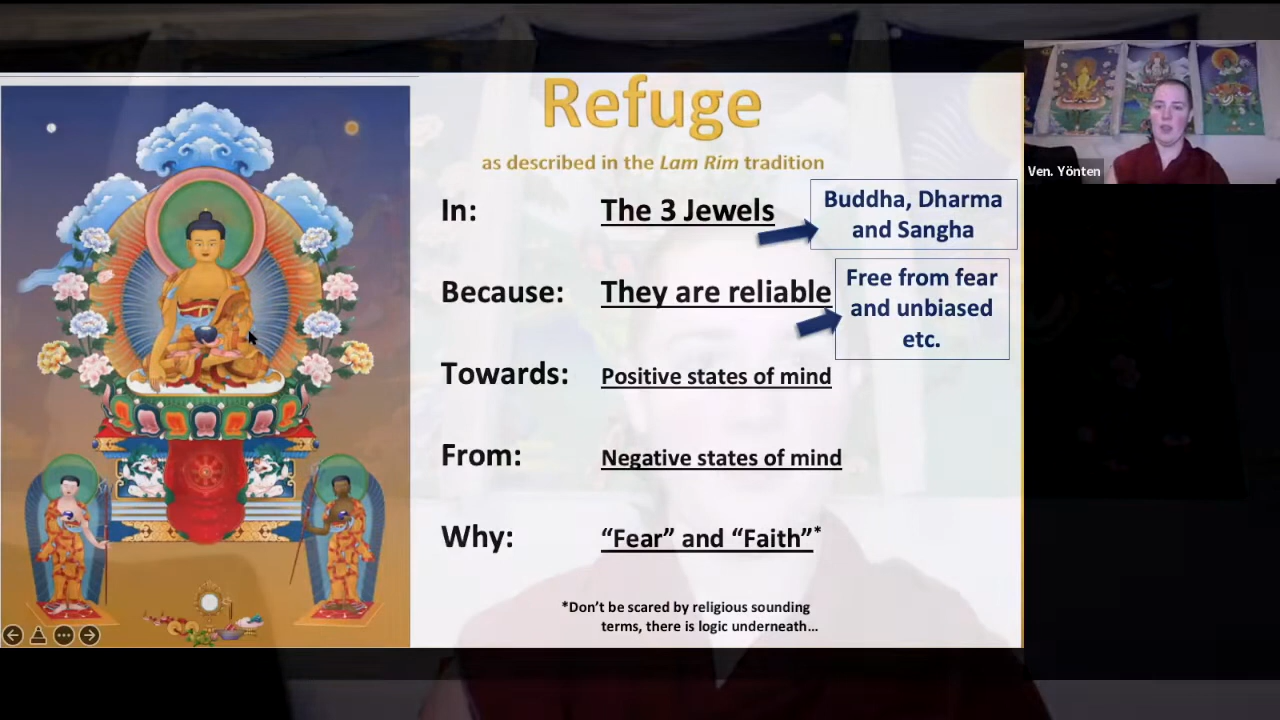 Refuge
as described in the Lam Rim tradition
In: The 3 Jewels
Buddha, Dharma
and Sangha
Because: They are reliable
Free from fear
and unbiased
etc.
Towards: Positive states of mind
From: Negative states of mind
Why: “Fear” and “Faith”*
*Don’t be scared by religious sounding
terms, there is logic underneath…
Ven. Yönten